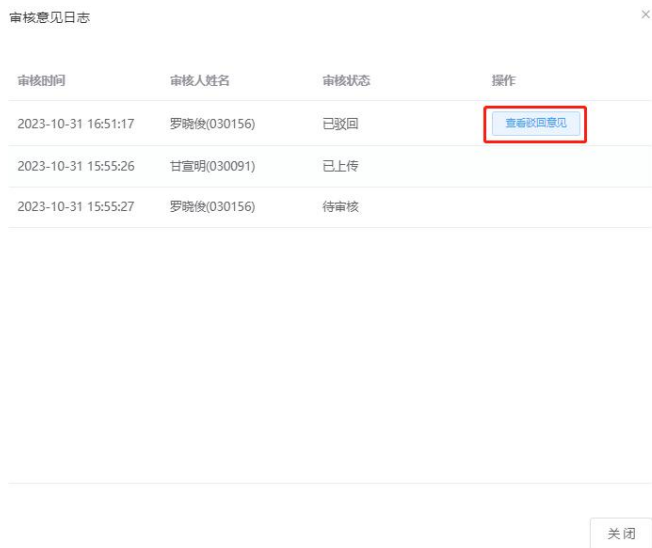 审核意见日志 ×
审核时间 审核人姓名 审核状态 操作
2023-10-31 16:51:17 罗晓俊(030156) 已驳回 查看驳回意见
2023-10-31 15:55:26 甘宣明(030091) 已上传
2023-10-31 15:55:27 罗晓俊(030156) 待审核
关闭